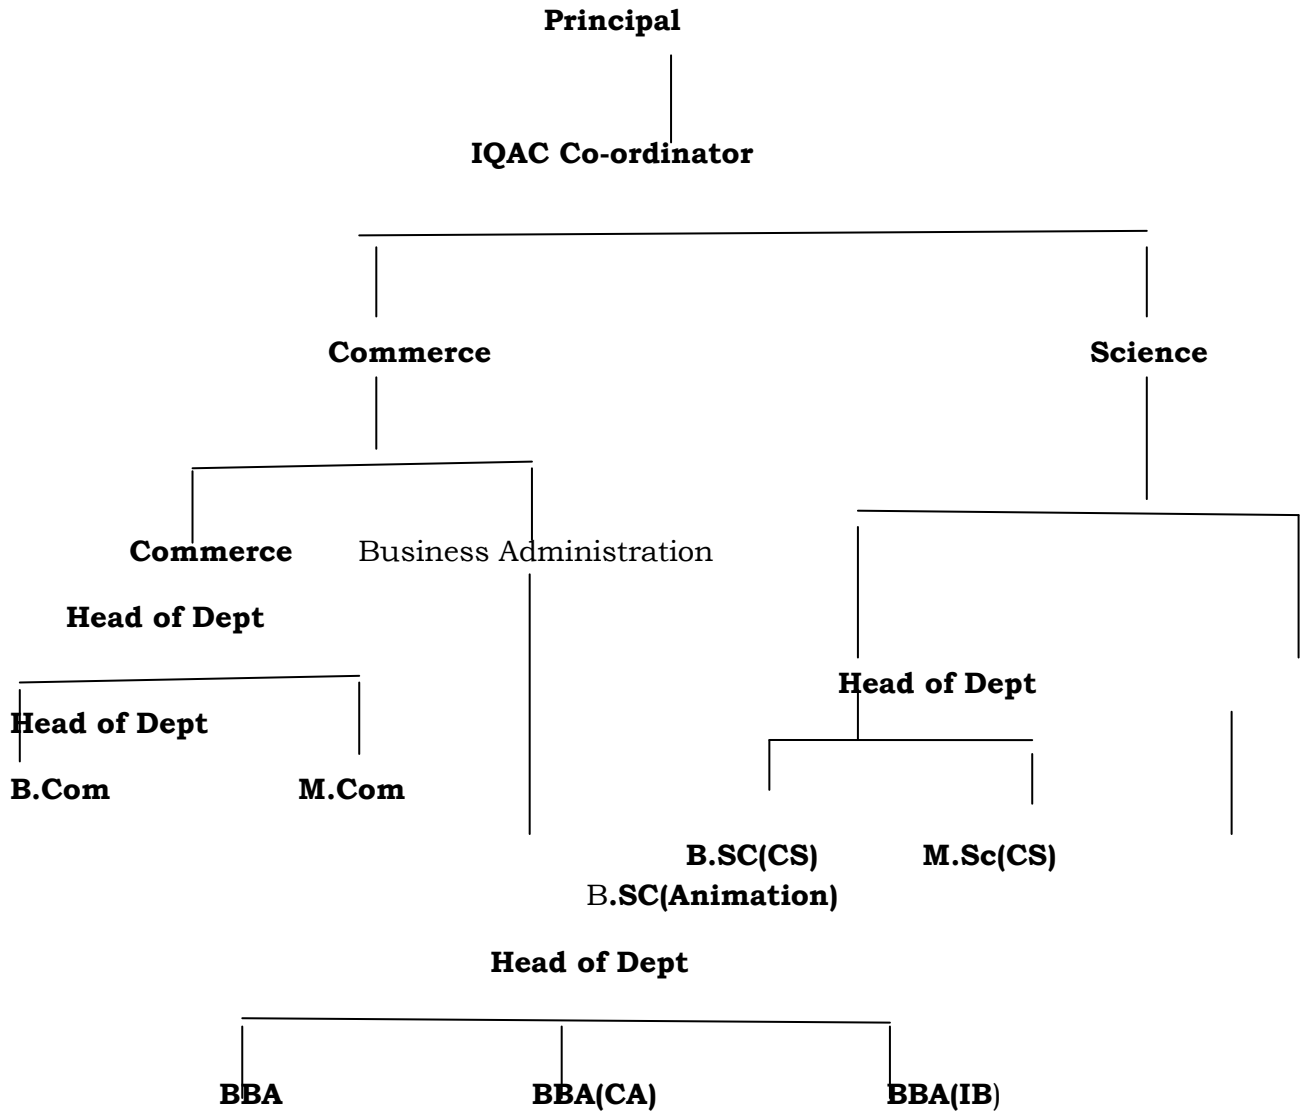 Principal
IQAC Co-ordinator
Commerce Science
Commerce Business Administration
Head of Dept
Head of Dept
Head of Dept
B.Com M.Com
B.SC(CS) M.Sc(CS)
B.SC(Animation)
Head of Dept
BBA BBA(CA) BBA(IB)